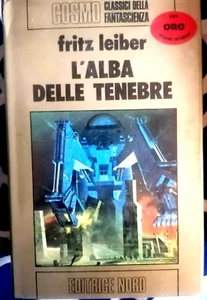 COSMO
CLASSICI DELLA
FANTASCIENZA
ORO
fritz leiber
L'ALBA
DELLE TENEBRE
EDITRICE NORD